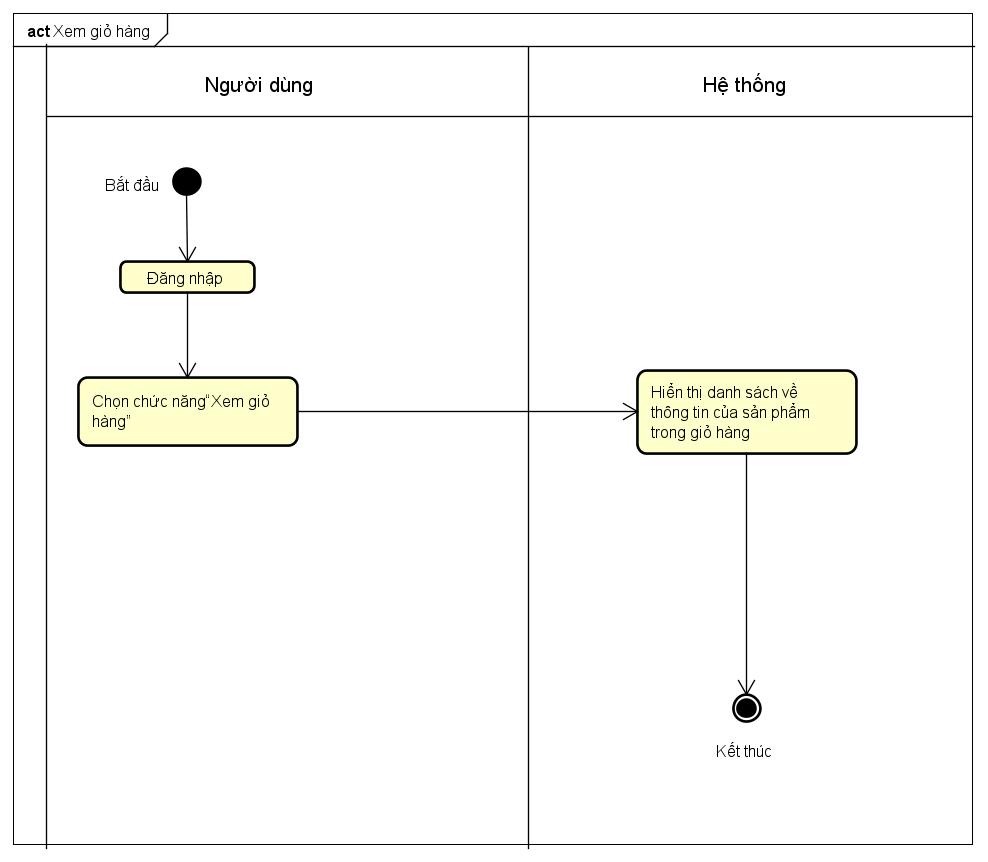 act Xem giỏ hàng
Người dùng
Hệ thống
Bắt đầu
Đăng nhập
Chọn chức năng“Xem giỏ
hàng”
Hiển thị danh sách về
thông tin của sản phẩm
trong giỏ hàng
Kết thúc